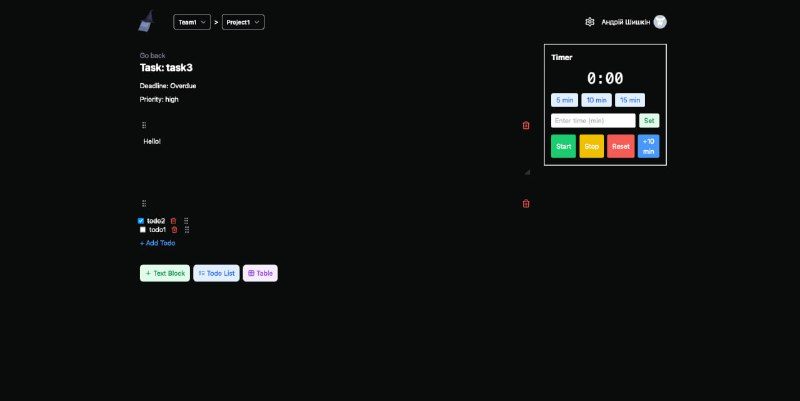 Team1 > Project1
Андрій Шишкін
Go back
Task: task3
Deadline: Overdue
Priority: high
Hello!
todo2
todo1
+ Add Todo
+ Text Block
Todo List
Table
Timer
0:00
5 min 10 min 15 min
Enter time (min) Set
Start Stop Reset +10 min